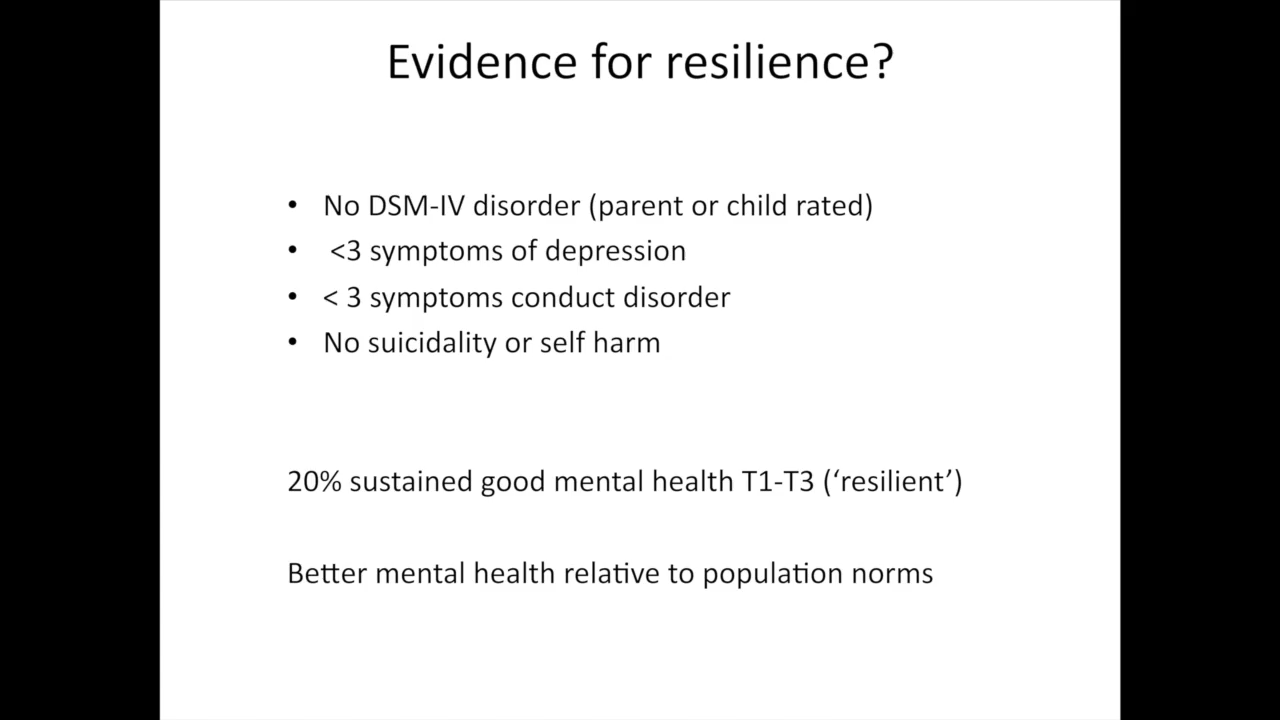 Evidence for resilience?
• No DSM-IV disorder (parent or child rated)
• <3 symptoms of depression
• < 3 symptoms conduct disorder
• No suicidality or self harm
20% sustained good mental health T1-T3 (‘resilient’)
Better mental health relative to population norms